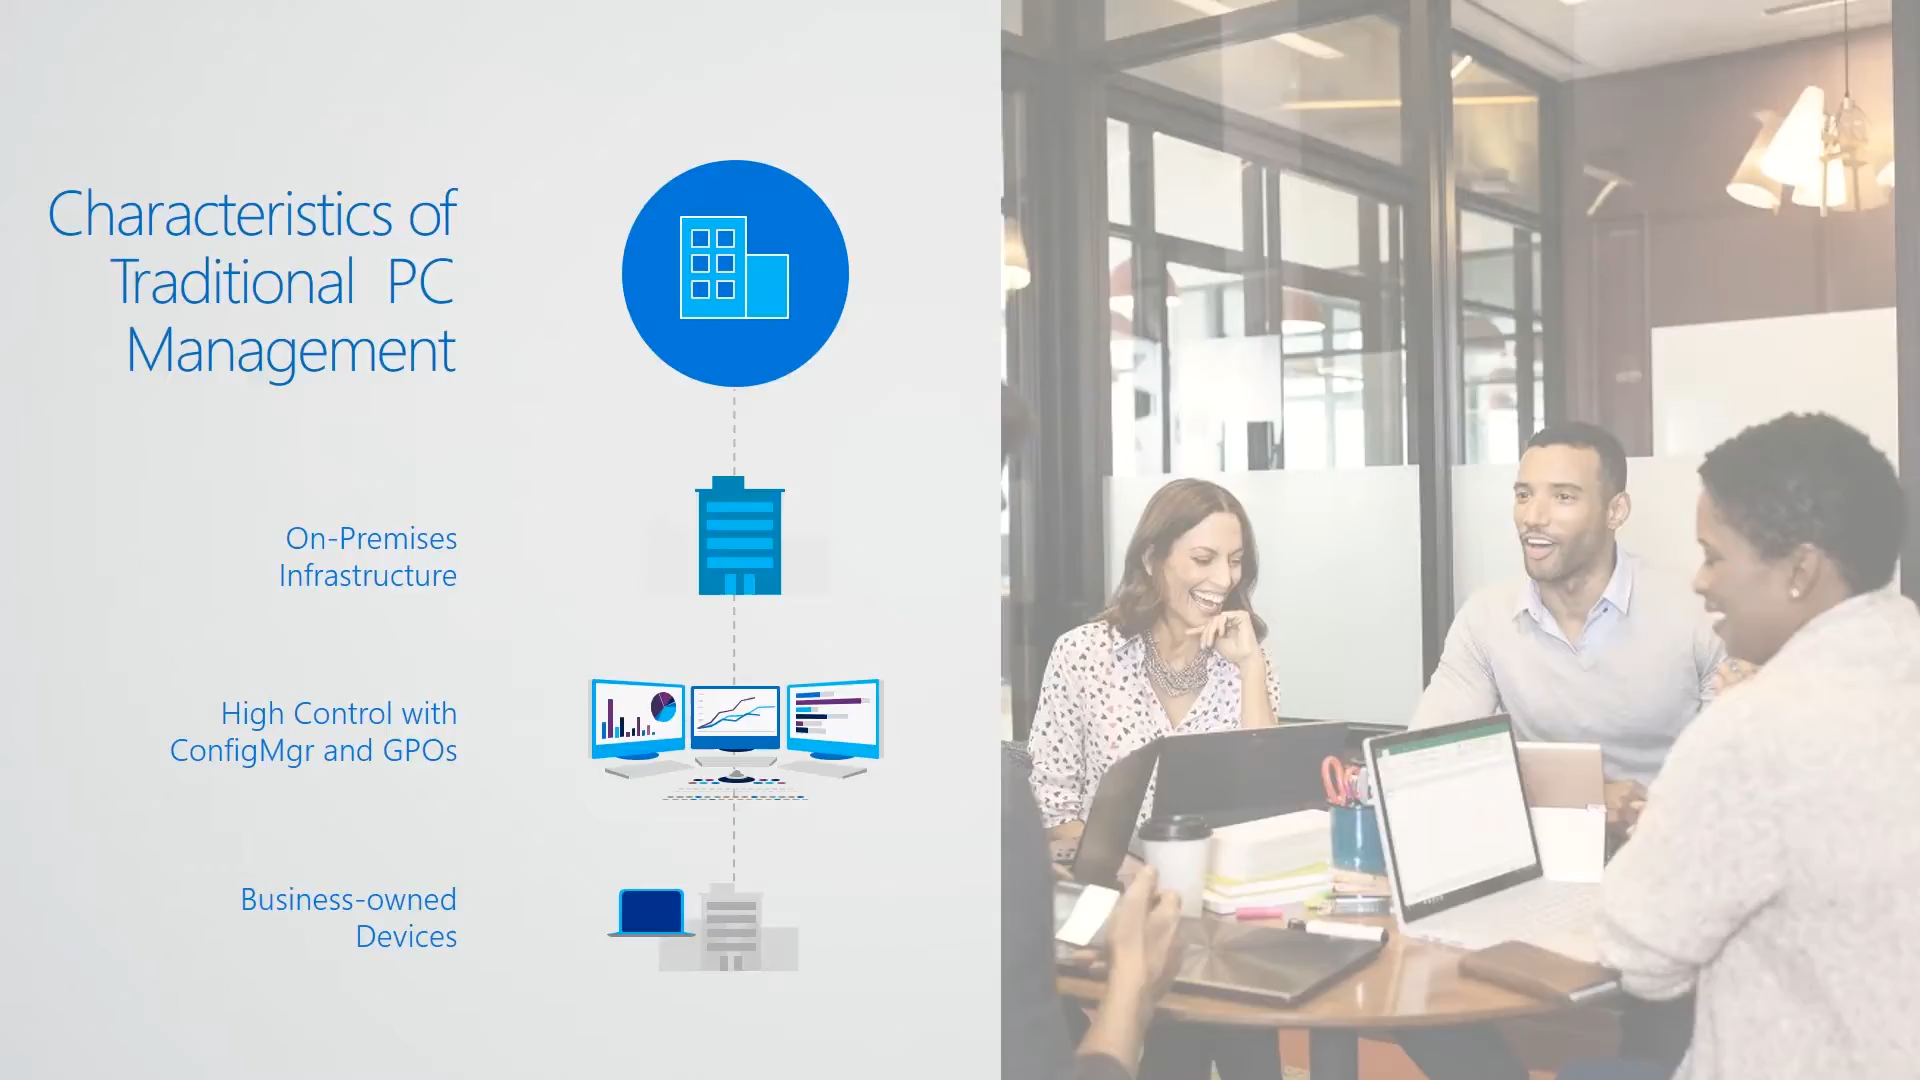 Characteristics of
Traditional PC
Management
On-Premises
Infrastructure
High Control with
ConfigMgr and GPOs
Business-owned
Devices